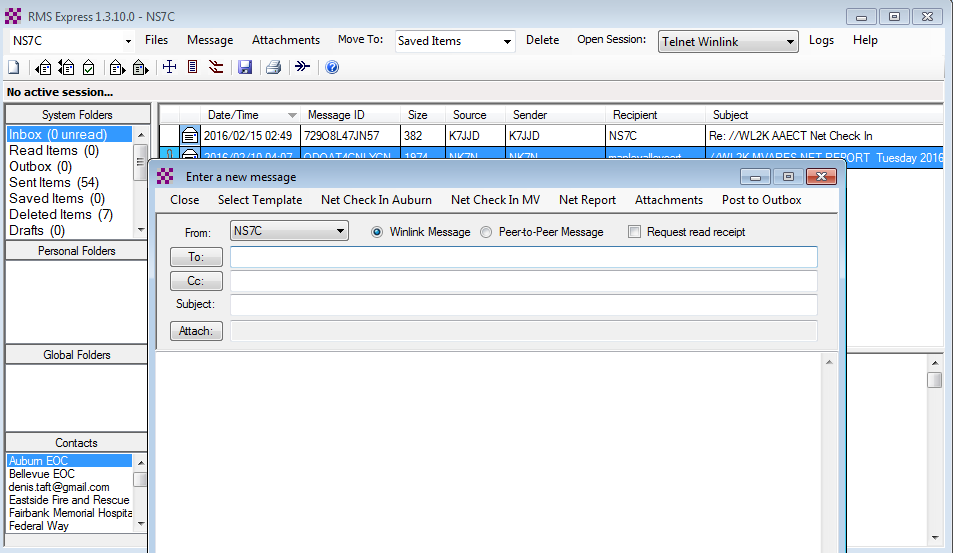 RMS Express 1.3.10.0 - NS7C
NS7C Files Message Attachments Move To: Saved Items Delete Open Session: Telnet Winlink Logs Help
No active session...
System Folders
Inbox (0 unread)
Read Items (0)
Outbox (0)
Sent Items (54)
Saved Items (0)
Deleted Items (7)
Drafts (0)
Personal Folders
Global Folders
Contacts
Auburn EOC
Bellevue EOC
denis.taft@gmail.com
Eastside Fire and Rescue
Fairbank Memorial Hospita
Federal Way
Date/Time Message ID Size Source Sender Recipient Subject
2016/02/15 02:49 729O8L47JN57 382 K7JJD K7JJD NS7C Re: //WL2K AAECT Net Check In
2016/02/10 04:07 1974 NK7N NK7N maplevalleycert //WL2K MVARES NET REPORT Tuesday 2016
Enter a new message
Close Select Template Net Check In Auburn Net Check In MV Net Report Attachments Post to Outbox
From: NS7C Winlink Message Peer-to-Peer Message Request read receipt
To:
Cc:
Subject:
Attach: